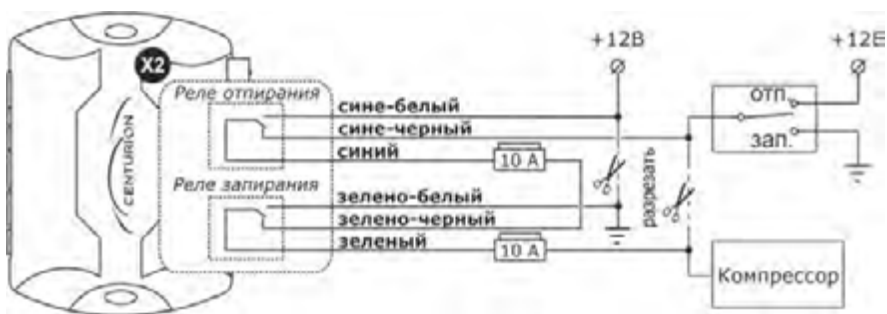 +12В
+12В
X2
Реле отпирания
сине-белый
сине-черный
синий
10 А
отп.
зап.
CENTURION
Реле запирания
разрезать
зелено-белый
зелено-черный
зеленый
10 А
Компрессор